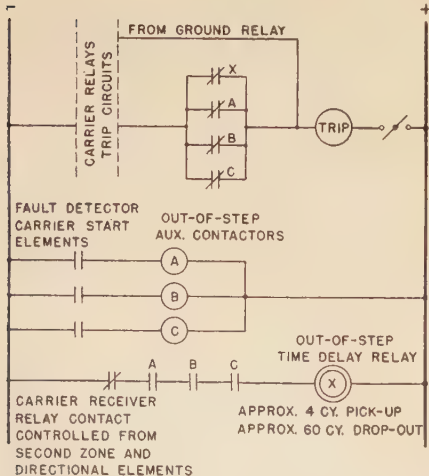 - +
FROM GROUND RELAY
CARRIER RELAYS
TRIP CIRCUITS
X
A
B
C
TRIP
FAULT DETECTOR
CARRIER START
ELEMENTS
OUT-OF-STEP
AUX. CONTACTORS
A
B
C
OUT-OF-STEP
TIME DELAY RELAY
A B C
X
CARRIER RECEIVER
RELAY CONTACT
CONTROLLED FROM
SECOND ZONE AND
DIRECTIONAL ELEMENTS
APPROX. 4 CY. PICK-UP
APPROX. 60 CY. DROP-OUT